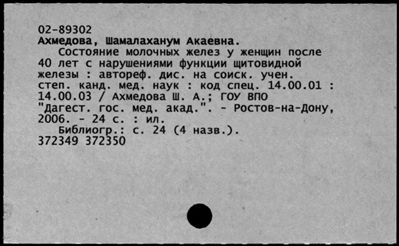 02-89302
Ахмедова, Шамалаханум Акаевна.
Состояние молочных желез у женщин после
40 лет с нарушениями функции щитовидной
железы : автореф. дис. на соиск. учен.
степ. канд. мед. наук : код спец. 14.00.01 :
14.00.03 / Ахмедова Ш. А.; ГОУ ВПО
"Дагест. гос. мед. акад.". - Ростов-на-Дону,
2006. - 24 с. : ил.
Библиогр.: с. 24 (4 назв.).
372349 372350